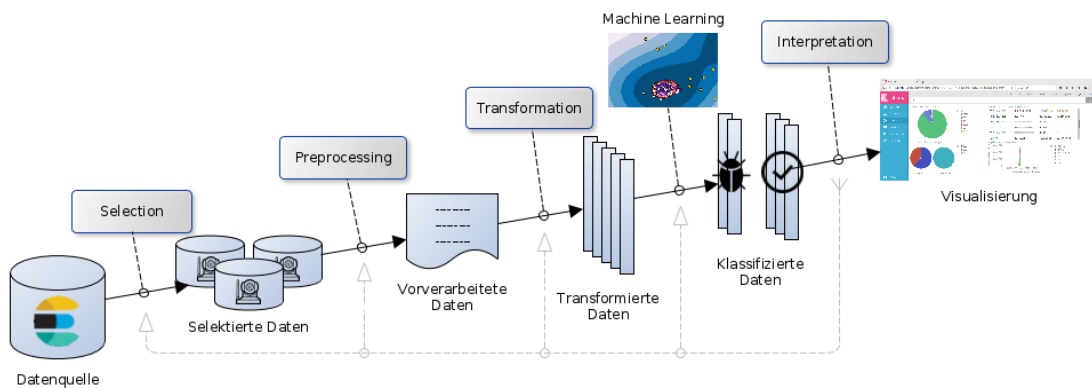 Machine Learning
Interpretation
Transformation
Preprocessing
Selection
Visualisierung
Klassifizierte
Daten
Transformierte
Daten
Vorverarbeitete
Daten
Selektierte Daten
Datenquelle